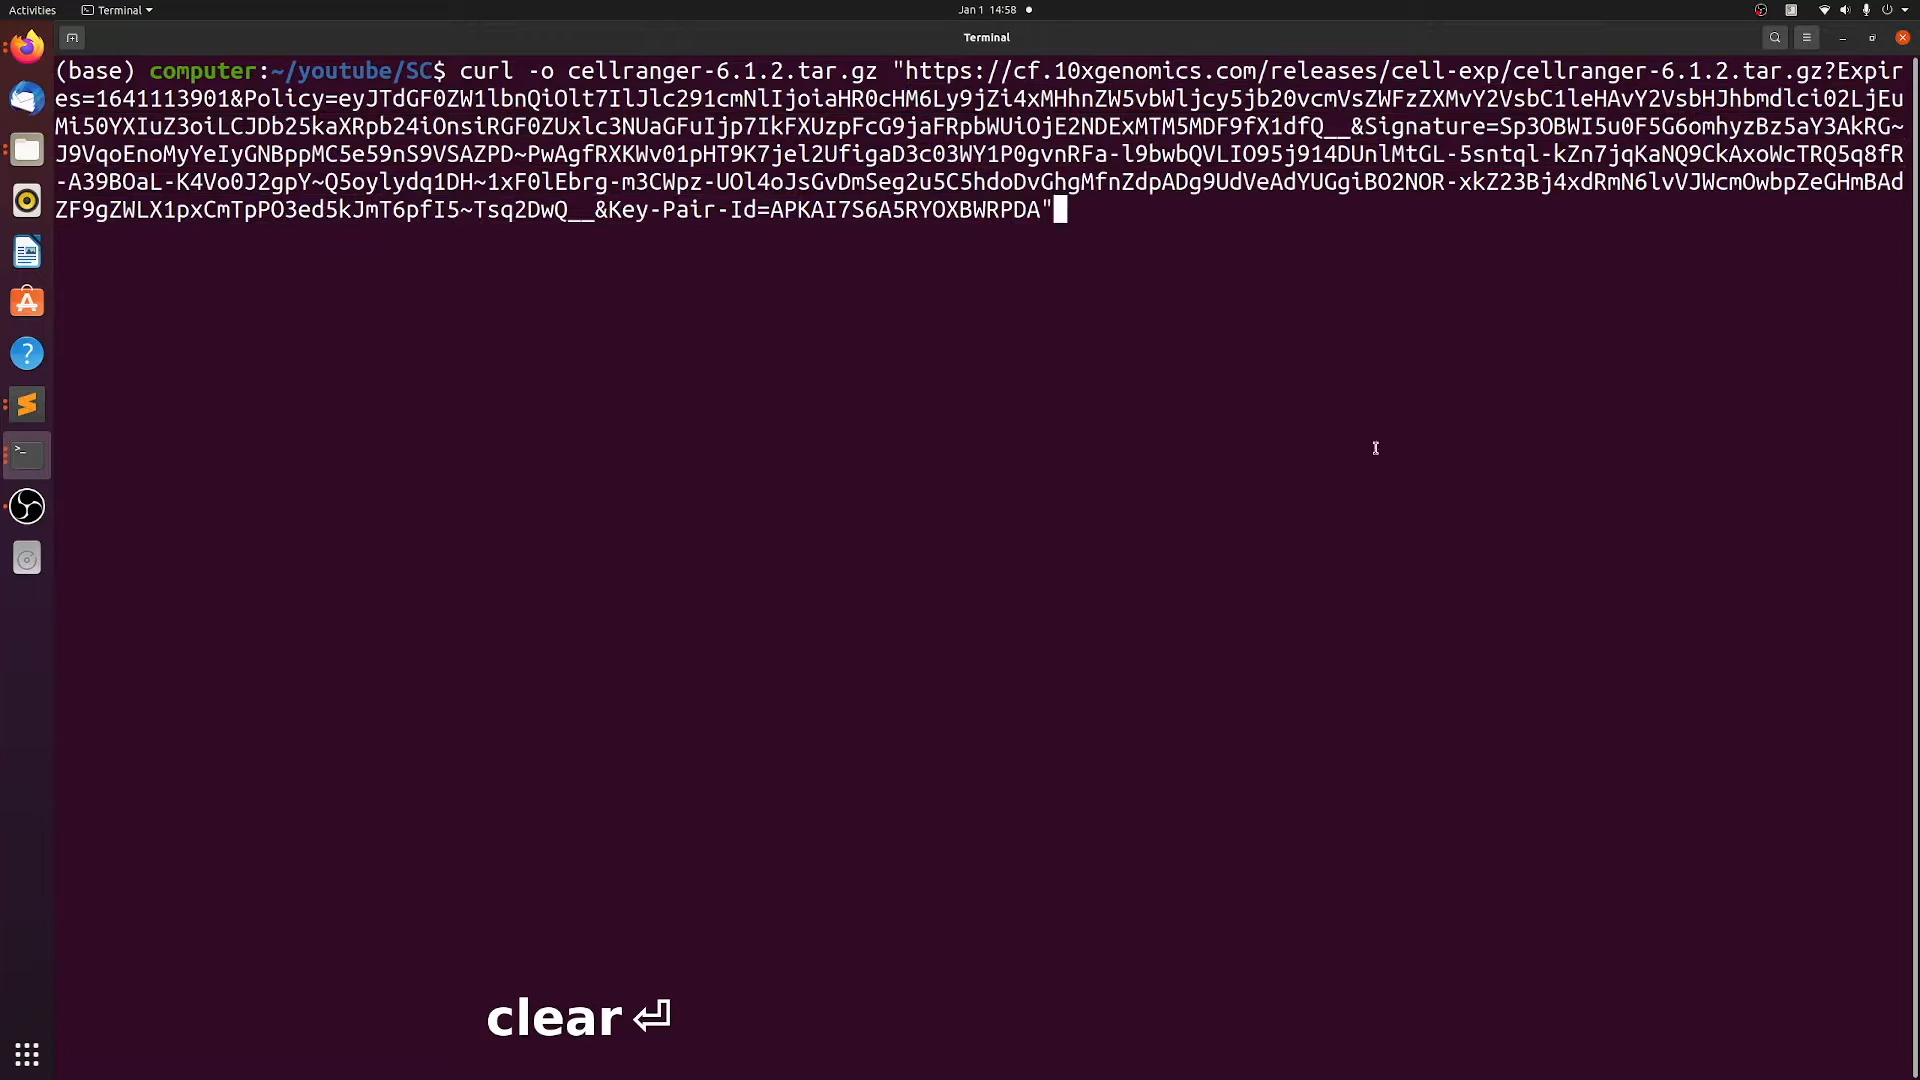 Activities
Terminal
Jan 1 14:58
Terminal
(base) computer:~/youtube/SC$ curl -o cellranger-6.1.2.tar.gz "https://cf.10xgenomics.com/releases/cell-exp/cellranger-6.1.2.tar.gz?Expir
es=1641113901&Policy=eyJTdGF0ZW1lbnQiOlt7IlJlc291cmNlIjoiaHR0cHM6Ly9jZi4xMHhnZW5vbWljcy5jb20vcmVsZWFzZXMvY2VsbC1leHAvY2VsbHJhbmdlci02LjEu
Mi50YXIuZ3oiLCJDb25kaXRpb24iOnsiRGF0ZUxlc3NUaGFuIjp7IkFXUzpFcG9jaFRpbWUiOjE2NDExMTM5MDF9fX1dfQ__&Signature=Sp3OBWI5u0F5G6omhyzBz5aY3AkRG~
J9VqoEnoMyYeIyGNBppMC5e59nS9VSAZPD~PwAgfRXKWv01pHT9K7jel2UfigaD3c03WY1P0gvnRFa-l9bwbQVLIO95j914DUnlMtGL-5sntql-kZn7jqKaNQ9CkAxoWcTRQ5q8fR
-A39BOaL-K4Vo0J2gpY~Q5oylydq1DH~1xF0lEbrg-m3CWpz-UOl4oJsGvDmSeg2u5C5hdoDvGhgMfnZdpADg9UdVeAdYUGgiBO2NOR-xkZ23Bj4xdRmN6lvVJWcmOwbpZeGHmBAd
ZF9gZWLX1pxCmTpPO3ed5kJmT6pfI5~Tsq2DwQ__&Key-Pair-Id=APKAI7S6A5RYOXBWRPDA"
clear ⏎